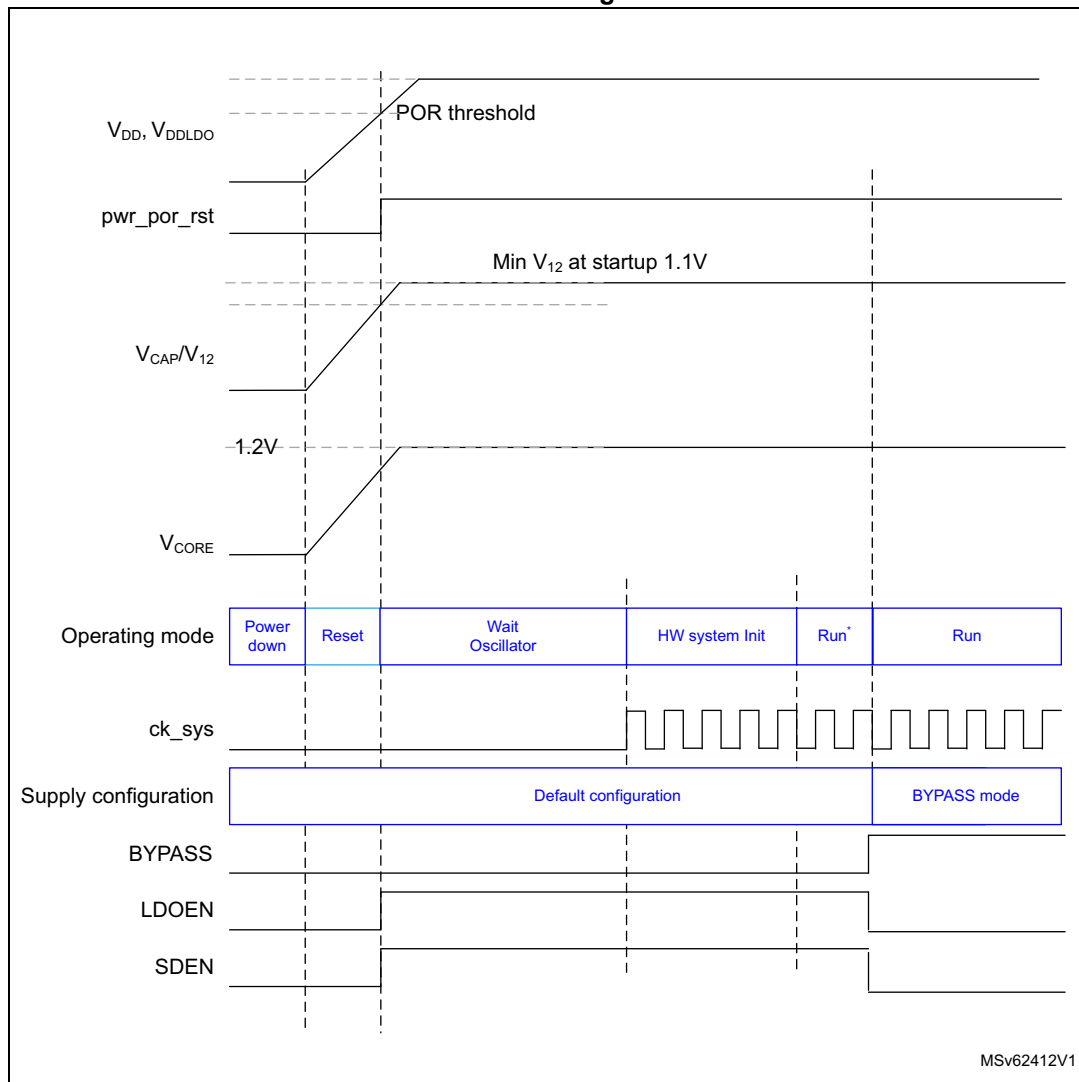 POR threshold
VDD, VDDLDO
pwr_por_rst
Min V12 at startup 1.1V
VCAP/V12
1.2V
VCORE
Operating mode
Power
down
Reset
Wait
Oscillator
HW system Init
Run*
Run
ck_sys
Supply configuration
Default configuration
BYPASS mode
BYPASS
LDOEN
SDEN
MSv62412V1